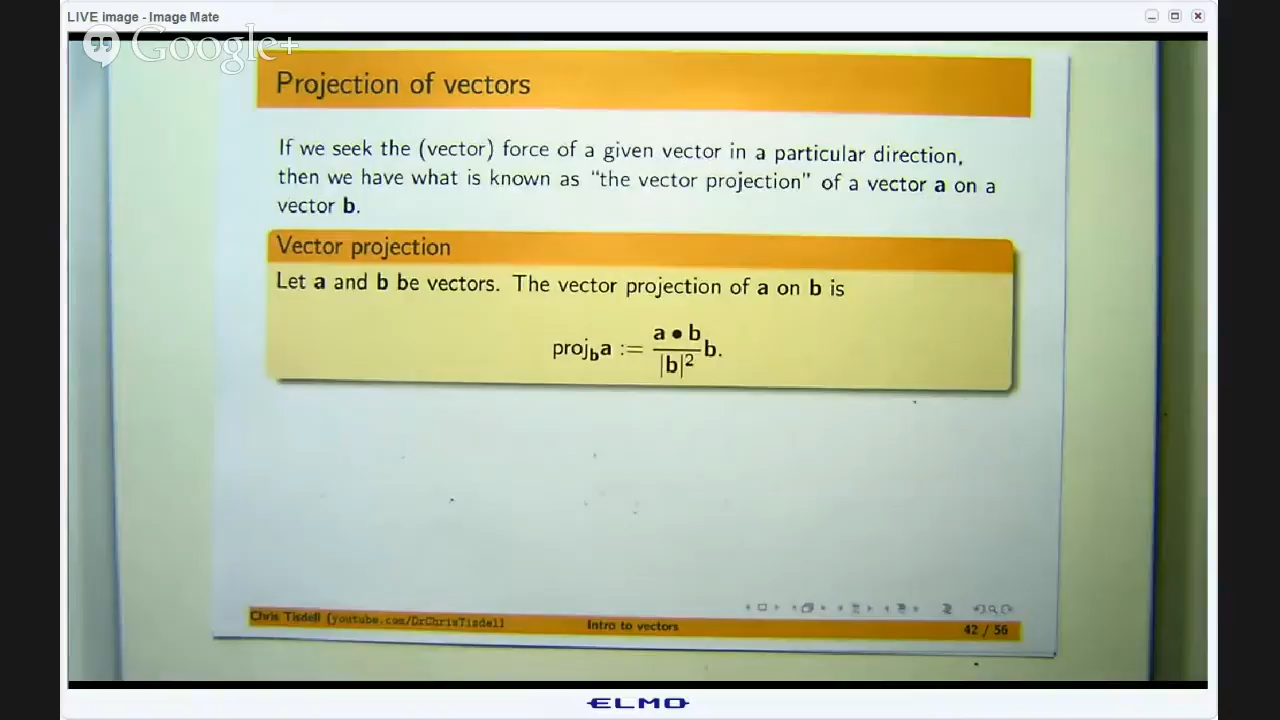 LIVE image - Image Mate
Google+
Projection of vectors
If we seek the (vector) force of a given vector in a particular direction,
then we have what is known as “the vector projection” of a vector a on a
vector b.
Vector projection
Let a and b be vectors. The vector projection of a on b is
proj_b a := (a • b / |b|²) b.
Chris Tisdell (youtube.com/DrChrisTisdell) Intro to vectors 42 / 56
ELMO